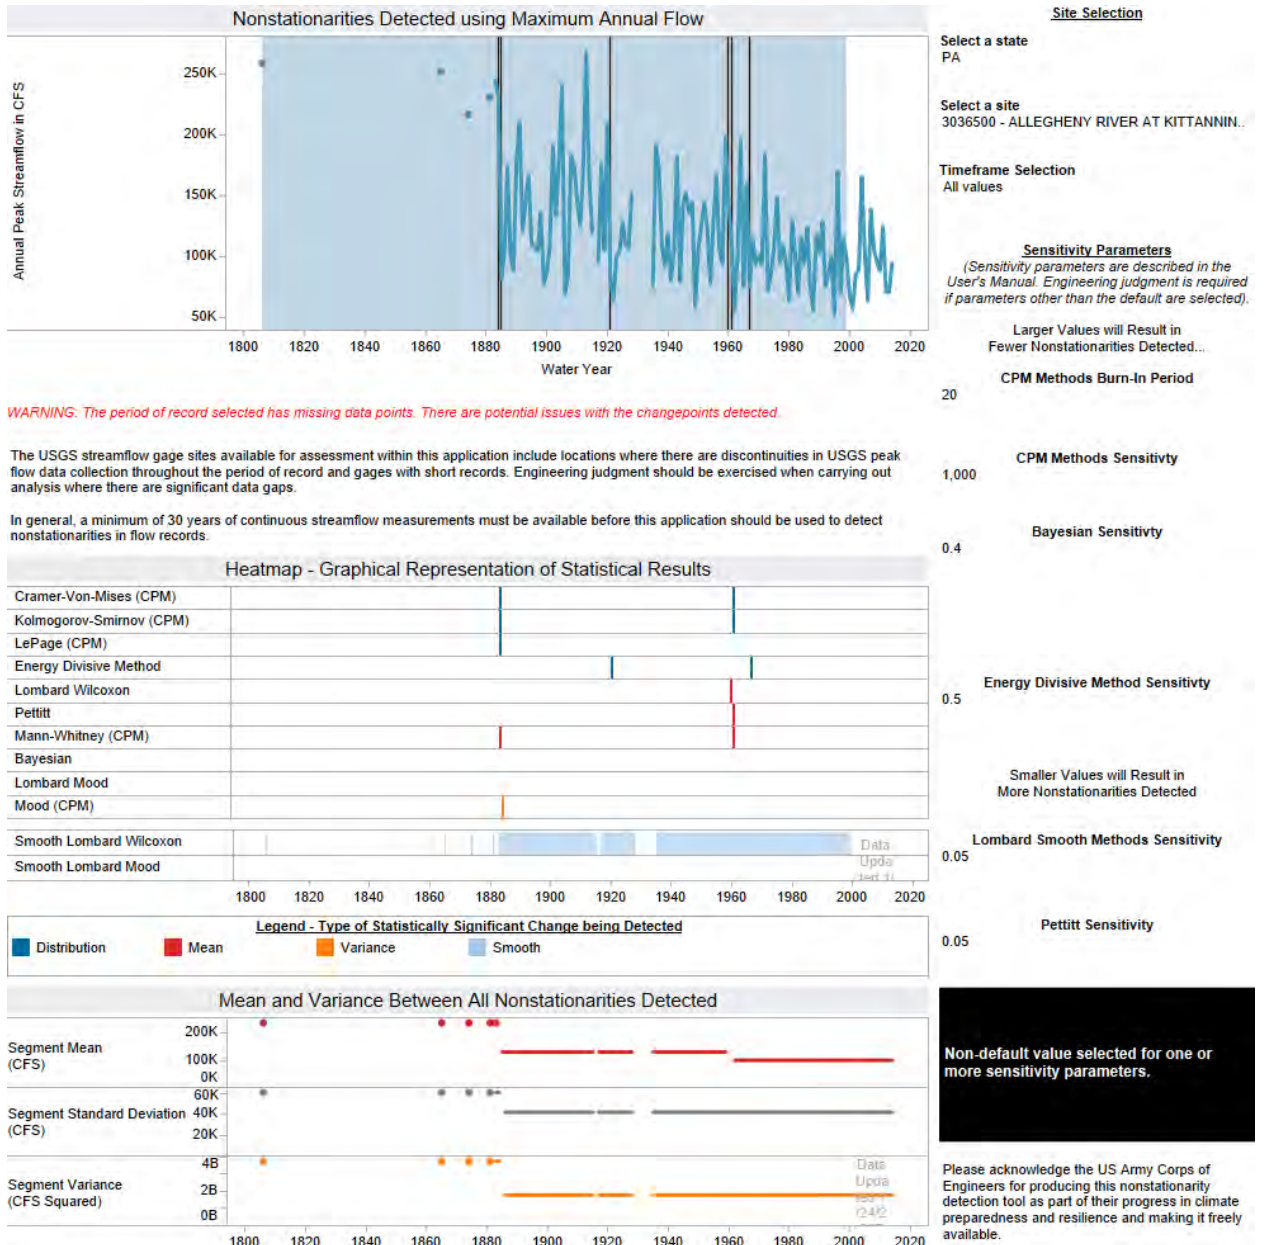 Nonstationarities Detected using Maximum Annual Flow
Annual Peak Streamflow in CFS
250K
200K
150K
100K
50K
1800 1820 1840 1860 1880 1900 1920 1940 1960 1980 2000 2020
Water Year
Site Selection
Select a state
PA
Select a site
3036500 - ALLEGHENY RIVER AT KITTANNIN..
Timeframe Selection
All values
Sensitivity Parameters
(Sensitivity parameters are described in the
User's Manual. Engineering judgment is required
if parameters other than the default are selected).
Larger Values will Result in
Fewer Nonstationarities Detected...
CPM Methods Burn-In Period
20
CPM Methods Sensitivty
1,000
Bayesian Sensitivty
0.4
Energy Divisive Method Sensitivty
0.5
Smaller Values will Result in
More Nonstationarities Detected
Lombard Smooth Methods Sensitivity
0.05
Pettitt Sensitivity
0.05
WARNING: The period of record selected has missing data points. There are potential issues with the changepoints detected.
The USGS streamflow gage sites available for assessment within this application include locations where there are discontinuities in USGS peak
flow data collection throughout the period of record and gages with short records. Engineering judgment should be exercised when carrying out
analysis where there are significant data gaps.
In general, a minimum of 30 years of continuous streamflow measurements must be available before this application should be used to detect
nonstationarities in flow records.
Heatmap - Graphical Representation of Statistical Results
Cramer-Von-Mises (CPM)
Kolmogorov-Smirnov (CPM)
LePage (CPM)
Energy Divisive Method
Lombard Wilcoxon
Pettitt
Mann-Whitney (CPM)
Bayesian
Lombard Mood
Mood (CPM)
Smooth Lombard Wilcoxon
Smooth Lombard Mood
Data
Upda
1800 1820 1840 1860 1880 1900 1920 1940 1960 1980 2000 2020
Legend - Type of Statistically Significant Change being Detected
Distribution Mean Variance Smooth
Mean and Variance Between All Nonstationarities Detected
Segment Mean
(CFS)
200K
100K
0K
Segment Standard Deviation
(CFS)
60K
40K
20K
Segment Variance
(CFS Squared)
4B
2B
0B
Data
Upda
1800 1820 1840 1860 1880 1900 1920 1940 1960 1980 2000 2020
Non-default value selected for one or
more sensitivity parameters.
Please acknowledge the US Army Corps of
Engineers for producing this nonstationarity
detection tool as part of their progress in climate
preparedness and resilience and making it freely
available.